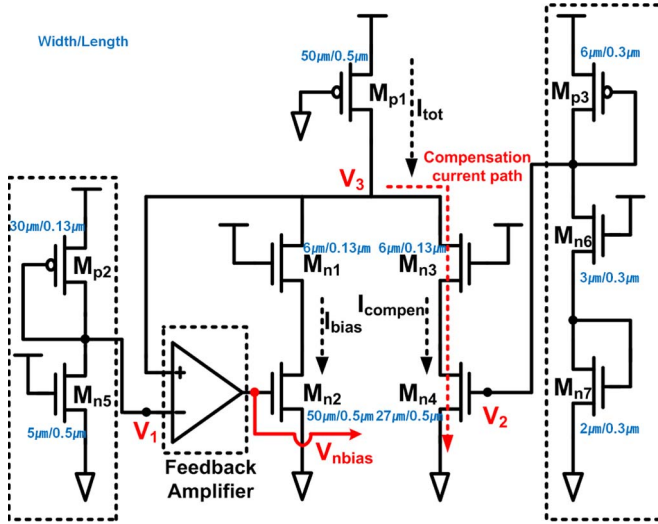 Width/Length
50μm/0.5μm
6μm/0.3μm
Mp1
Mp3
Itot
Compensation
current path
V3
30μm/0.13μm
6μm/0.13μm
6μm/0.13μm
Mn6
Mp2
Mn1
Mn3
3μm/0.3μm
Ibias
Icompen
Mn5
+
−
Mn2
Mn4
Mn7
V1
V2
5μm/0.5μm
50μm/0.5μm
27μm/0.5μm
2μm/0.3μm
Feedback
Amplifier
Vnbias